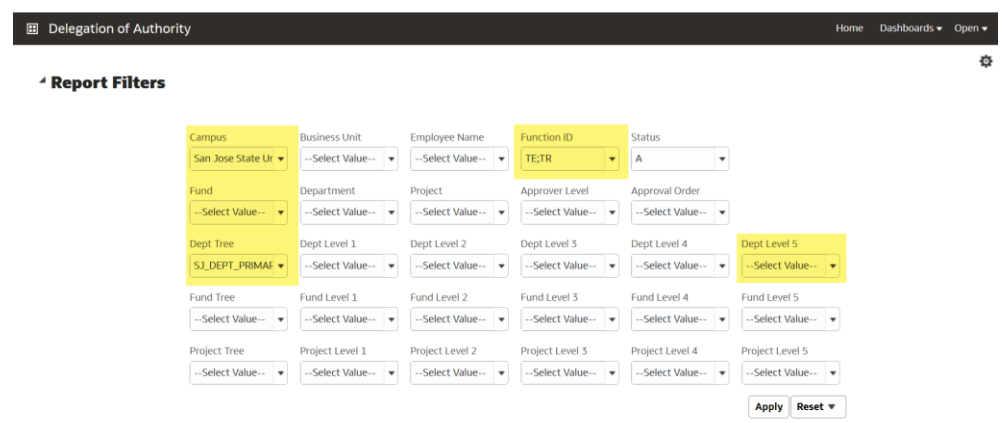 Delegation of Authority Home Dashboards Open
Report Filters
Campus Business Unit Employee Name Function ID Status
San Jose State Ur --Select Value-- --Select Value-- TE;TR A
Fund Department Project Approver Level Approval Order
--Select Value-- --Select Value-- --Select Value-- --Select Value-- --Select Value--
Dept Tree Dept Level 1 Dept Level 2 Dept Level 3 Dept Level 4 Dept Level 5
SJ_DEPT_PRIMAF --Select Value-- --Select Value-- --Select Value-- --Select Value-- --Select Value--
Fund Tree Fund Level 1 Fund Level 2 Fund Level 3 Fund Level 4 Fund Level 5
--Select Value-- --Select Value-- --Select Value-- --Select Value-- --Select Value-- --Select Value--
Project Tree Project Level 1 Project Level 2 Project Level 3 Project Level 4 Project Level 5
--Select Value-- --Select Value-- --Select Value-- --Select Value-- --Select Value-- --Select Value--
Apply Reset